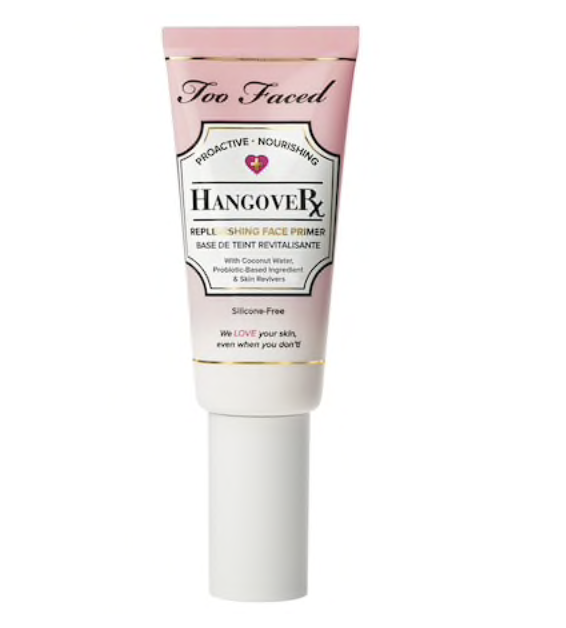 Too Faced
PROACTIVE · NOURISHING
HANGOVERx
REPLENISHING FACE PRIMER
BASE DE TEINT REVITALISANTE
With Coconut Water,
Probiotic-Based Ingredient
& Skin Revivers
Silicone-Free
We LOVE your skin,
even when you don't!